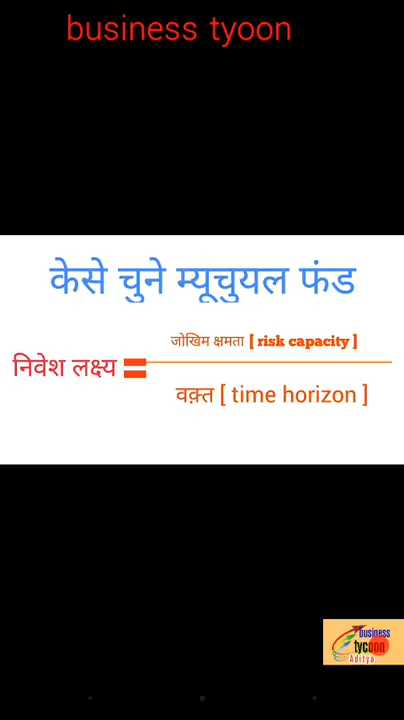 business tyoon
केसे चुने म्यूचुयल फंड
जोखिम क्षमता [ risk capacity ]
निवेश लक्ष्य =
वक़्त [ time horizon ]
business
tycoon
Aditya